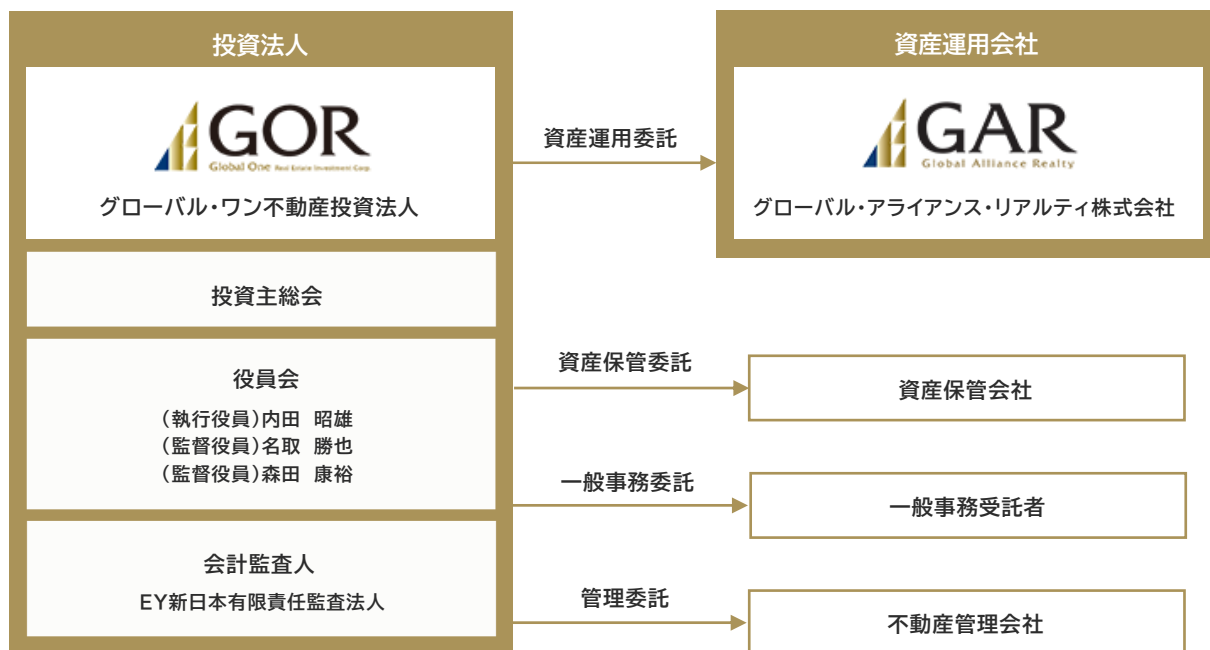 投資法人
GOR
Global One Real Estate Investment Corp.
グローバル・ワン不動産投資法人
投資主総会
役員会
（執行役員）内田　昭雄
（監督役員）名取　勝也
（監督役員）森田　康裕
会計監査人
EY新日本有限責任監査法人
資産運用委託
資産運用会社
GAR
Global Alliance Realty
グローバル・アライアンス・リアルティ株式会社
資産保管委託
資産保管会社
一般事務委託
一般事務受託者
管理委託
不動産管理会社